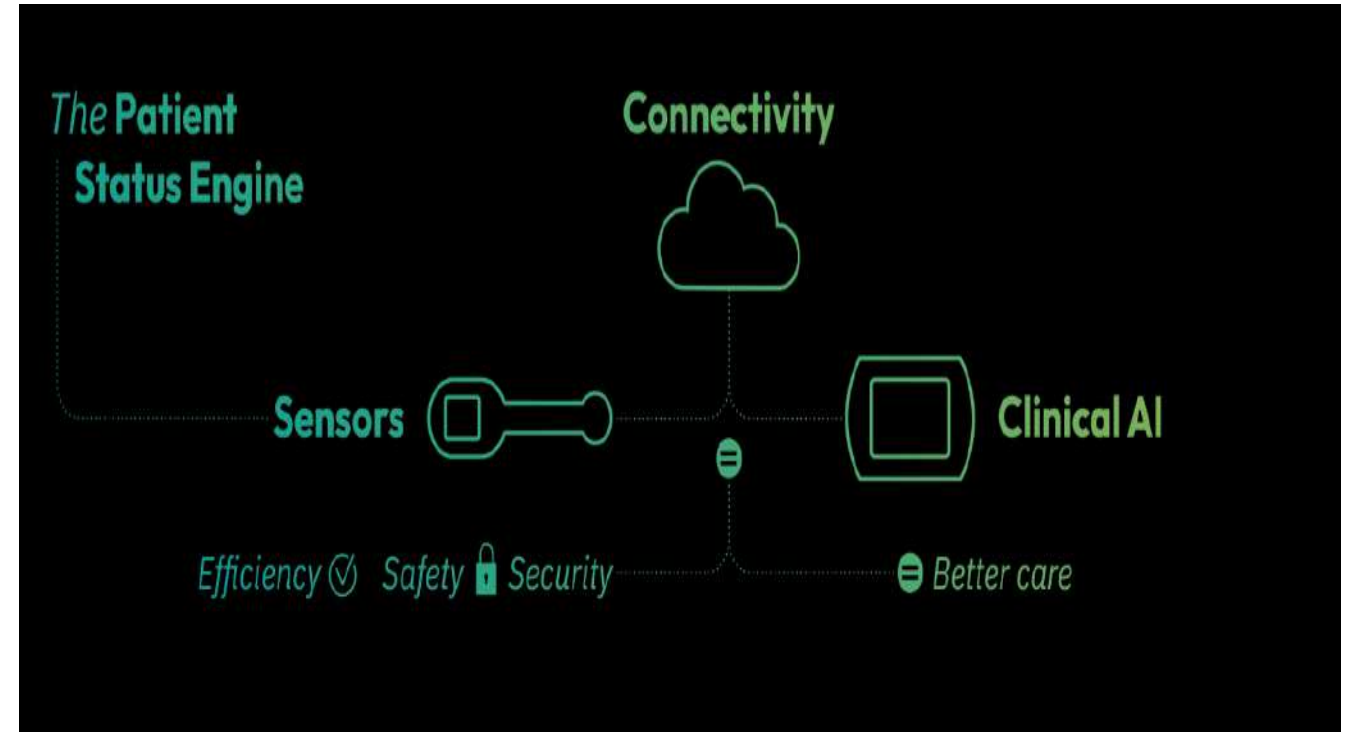 The Patient
Status Engine
Connectivity
Sensors
Clinical AI
Efficiency Safety Security
= Better care